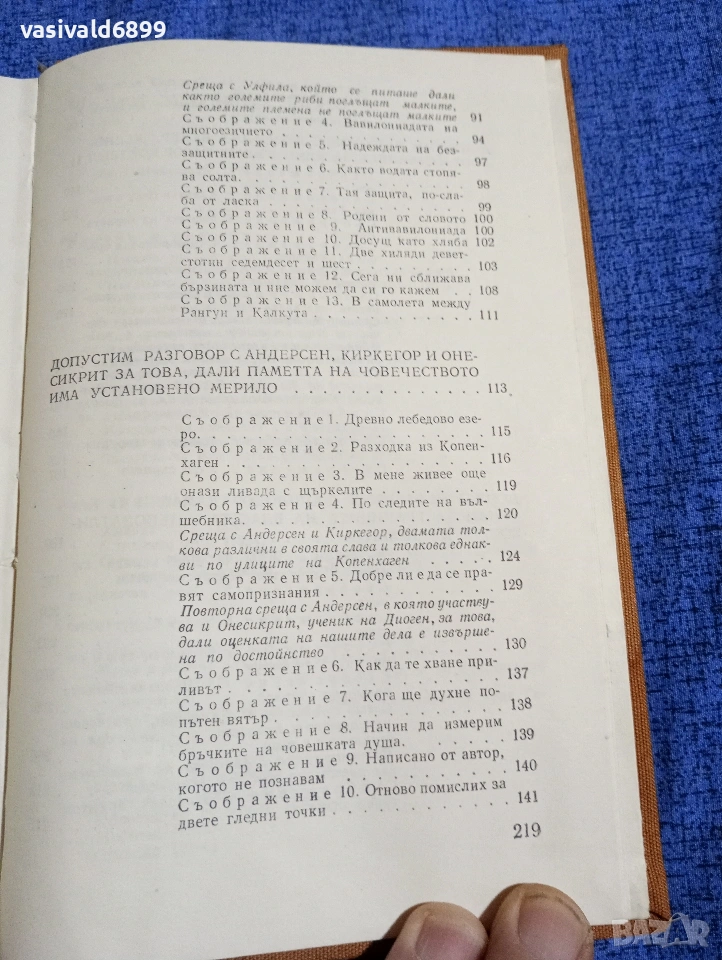 vasivald6899
Среща с Улфила, който се питаше дали
както големите риби поглъщат малките,
и големите племена не поглъщат малките 91
Съображение 4. Вавилониадата на
многоезичието . . . . . . . . . . . 94
Съображение 5. Надеждата на без-
защитните . . . . . . . . . . . . . 97
Съображение 6. Както водата стопя-
ва солта. . . . . . . . . . . . . . 98
Съображение 7. Тая защита, по-сла-
ба от ласка . . . . . . . . . . . . 99
Съображение 8. Родени от словото 100
Съображение 9. Антивавилониада 100
Съображение 10. Досущ като хляба 102
Съображение 11. Две хиляди девет-
стотин седемдесет и шест . . . . . . 103
Съображение 12. Сега ни сближава
бързината и ние можем да си го кажем . . 108
Съображение 13. В самолета между
Рангун и Калкута . . . . . . . . . . 111
ДОПУСТИМ РАЗГОВОР С АНДЕРСЕН, КИРКЕГОР И ОНЕ-
СИКРИТ ЗА ТОВА, ДАЛИ ПАМЕТТА НА ЧОВЕЧЕСТВОТО
ИМА УСТАНОВЕНО МЕРИЛО . . . . . . . . . . 113
Съображение 1. Древно лебедово езе-
ро. . . . . . . . . . . . . . . . . 115
Съображение 2. Разходка из Копен-
хаген . . . . . . . . . . . . . . . 116
Съображение 3. В мене живее още
онази ливада с щъркелите . . . . . . 119
Съображение 4. По следите на въл-
шебника. . . . . . . . . . . . . . . 120
Среща с Андерсен и Киркегор, двамата тол-
кова различни в своята слава и толкова еднак-
ви по улиците на Копенхаген . . . . 124
Съображение 5. Добре ли е да се пра-
вят самопризнания . . . . . . . . . 129
Повторна среща с Андерсен, в която участву-
ва и Онесикрит, ученик на Диоген, за това,
дали оценката на нашите дела е извърше-
на по достойнство . . . . . . . . . 130
Съображение 6. Как да те хване при-
ливът . . . . . . . . . . . . . . . 137
Съображение 7. Кога ще духне по-
пътен вятър . . . . . . . . . . . . 138
Съображение 8. Начин да измерим
бръчките на човешката душа. . . . . . 139
Съображение 9. Написано от автор,
когото не познавам . . . . . . . . . 140
Съображение 10. Отново помислих за
двете гледни точки . . . . . . . . . 141
219
BAZAR